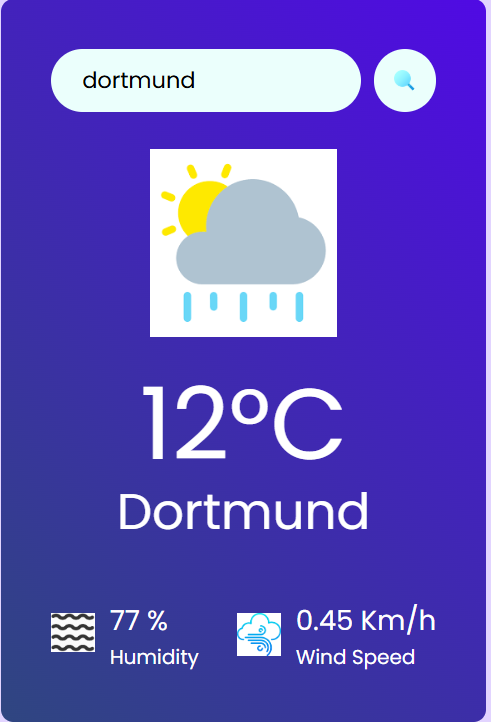 dortmund
12°C
Dortmund
77 %
Humidity
0.45 Km/h
Wind Speed